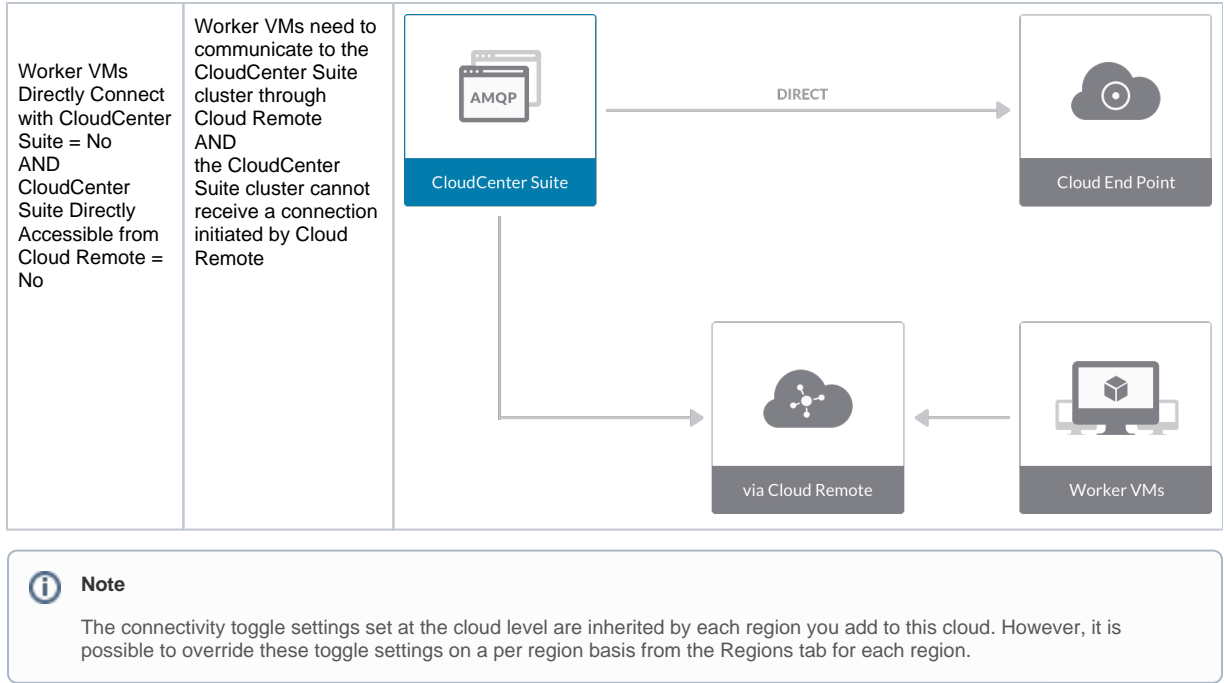 Worker VMs
Directly Connect
with CloudCenter
Suite = No
AND
CloudCenter
Suite Directly
Accessible from
Cloud Remote =
No
Worker VMs need to
communicate to the
CloudCenter Suite
cluster through
Cloud Remote
AND
the CloudCenter
Suite cluster cannot
receive a connection
initiated by Cloud
Remote
AMQP
CloudCenter Suite
DIRECT
Cloud End Point
via Cloud Remote
Worker VMs
Note
The connectivity toggle settings set at the cloud level are inherited by each region you add to this cloud. However, it is
possible to override these toggle settings on a per region basis from the Regions tab for each region.